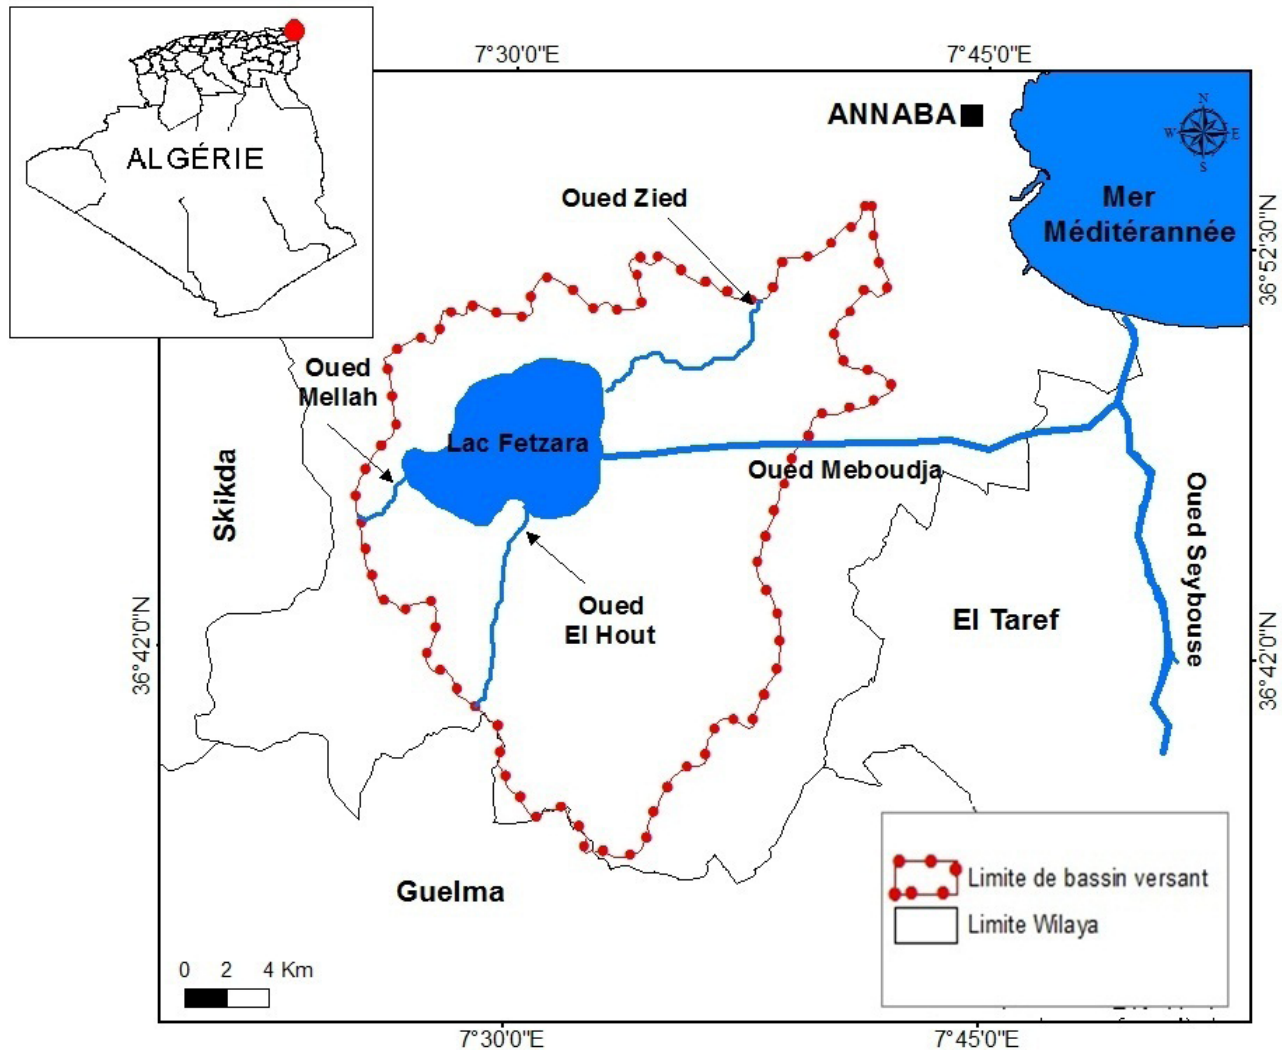 7°30'0"E
7°45'0"E
ALGÉRIE
ANNABA
N
W
E
S
Mer
Méditérannée
36°52'30"N
Oued Zied
Oued
Mellah
Lac Fetzara
Oued Meboudja
Skikda
Oued Seybouse
Oued
El Hout
El Taref
36°42'0"N
36°42'0"N
Guelma
Limite de bassin versant
Limite Wilaya
0 2 4 Km
7°30'0"E
7°45'0"E